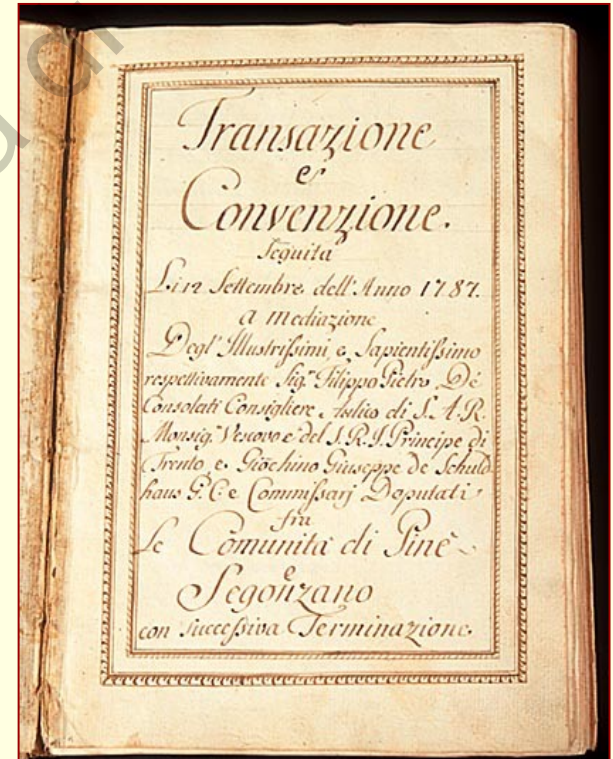 Transazione
e
Convenzione.
Seguita
Li 12 Settembre dell'Anno 1787.
a mediazione
Degl' Illustrissimi, e Sapientissimo
respettivamente Sig.r Filippo Pietro De
Consolati Consigliere Aulico di S. A. R.
Monsig.r Vescovo e del S. R. I. Principe di
Trento, e Giõchino Giuseppe de Schuld
haus G. C. e Commissarj Deputati
fra
Le Comunità di Pinè
e
Segonzano
con successiva Terminazione.